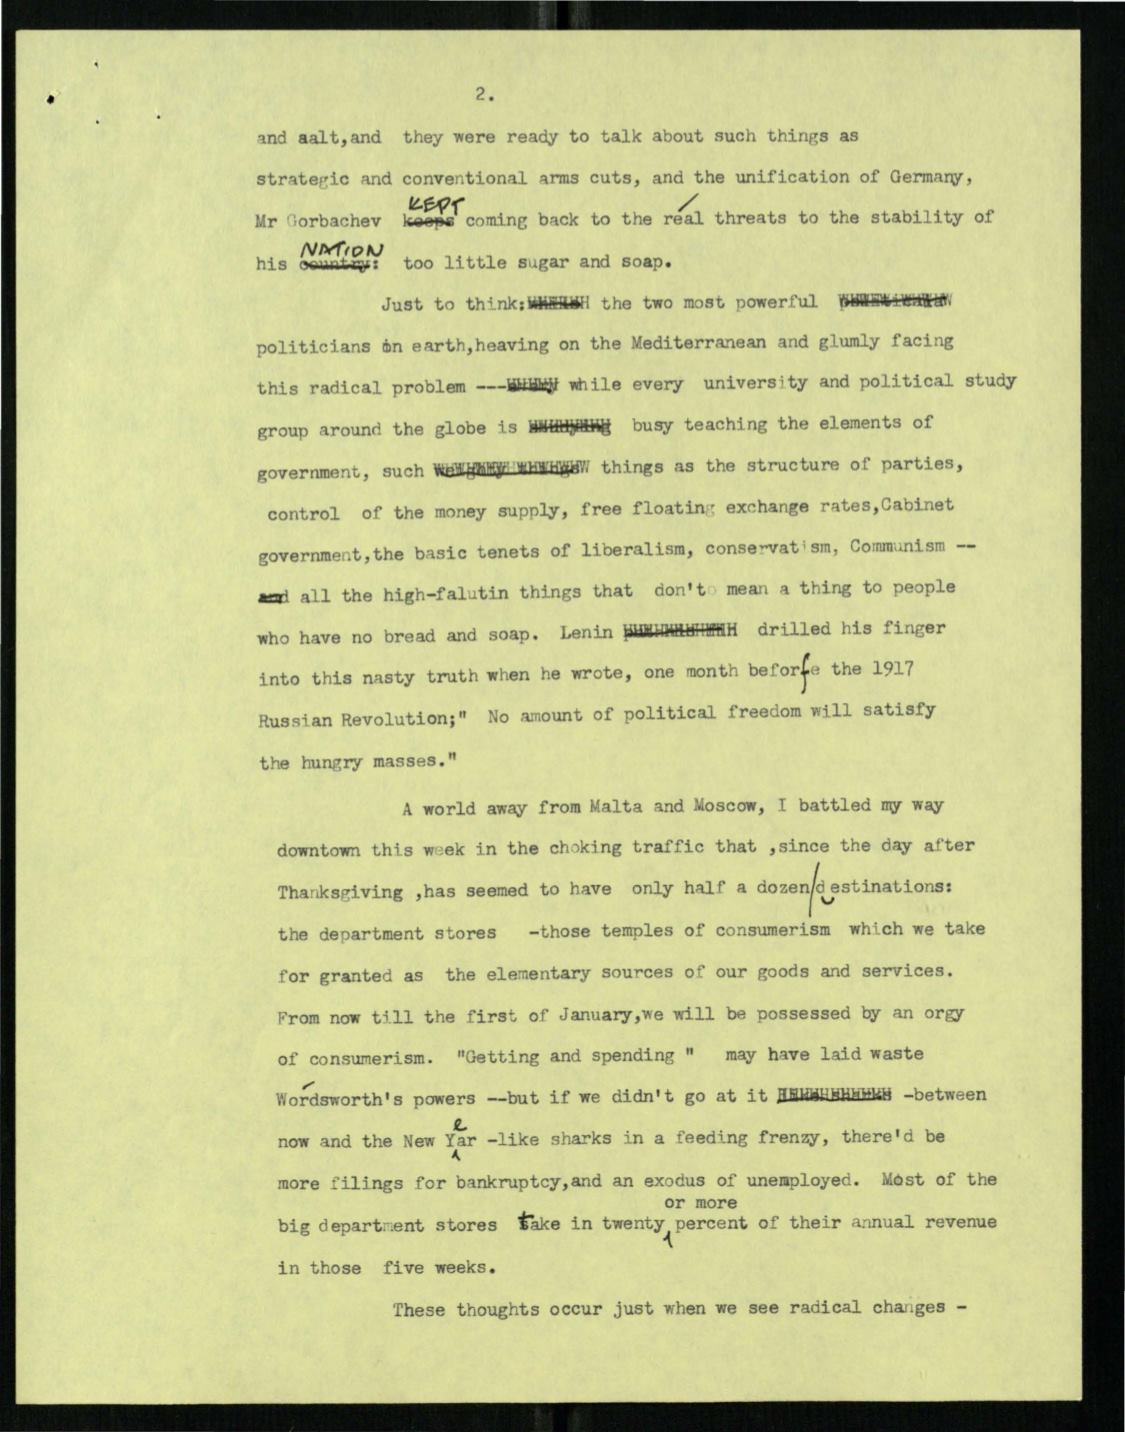 2.
and aalt,and they were ready to talk about such things as
strategic and conventional arms cuts, and the unification of Germany,
KEPT
Mr Gorbachev keeps coming back to the real threats to the stability of
NATION
his country: too little sugar and soap.
Just to think: the two most powerful
politicians on earth,heaving on the Mediterranean and glumly facing
this radical problem --- while every university and political study
group around the globe is busy teaching the elements of
government, such things as the structure of parties,
control of the money supply, free floating exchange rates,Cabinet
government,the basic tenets of liberalism, conservatism, Communism --
and all the high-falutin things that don't mean a thing to people
who have no bread and soap. Lenin drilled his finger
into this nasty truth when he wrote, one month before the 1917
Russian Revolution;" No amount of political freedom will satisfy
the hungry masses."
A world away from Malta and Moscow, I battled my way
downtown this week in the choking traffic that ,since the day after
Thanksgiving ,has seemed to have only half a dozen/d estinations:
the department stores -those temples of consumerism which we take
for granted as the elementary sources of our goods and services.
From now till the first of January,we will be possessed by an orgy
of consumerism. "Getting and spending " may have laid waste
Wordsworth's powers --but if we didn't go at it -between
e
now and the New Yar -like sharks in a feeding frenzy, there'd be
more filings for bankruptcy,and an exodus of unemployed. Most of the
or more
big department stores take in twenty percent of their annual revenue
in those five weeks.
These thoughts occur just when we see radical changes -